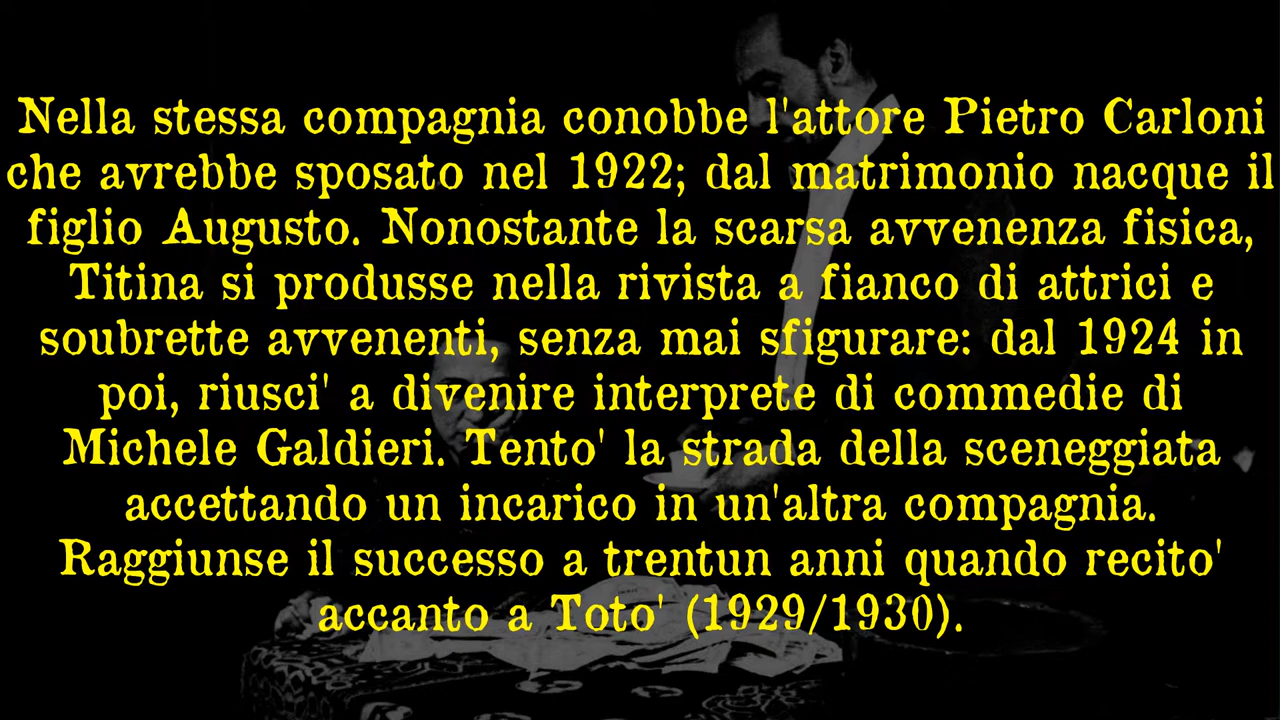 Nella stessa compagnia conobbe l'attore Pietro Carloni
che avrebbe sposato nel 1922; dal matrimonio nacque il
figlio Augusto. Nonostante la scarsa avvenenza fisica,
Titina si produsse nella rivista a fianco di attrici e
soubrette avvenenti, senza mai sfigurare: dal 1924 in
poi, riusci' a divenire interprete di commedie di
Michele Galdieri. Tento' la strada della sceneggiata
accettando un incarico in un'altra compagnia.
Raggiunse il successo a trentun anni quando recito'
accanto a Toto' (1929/1930).